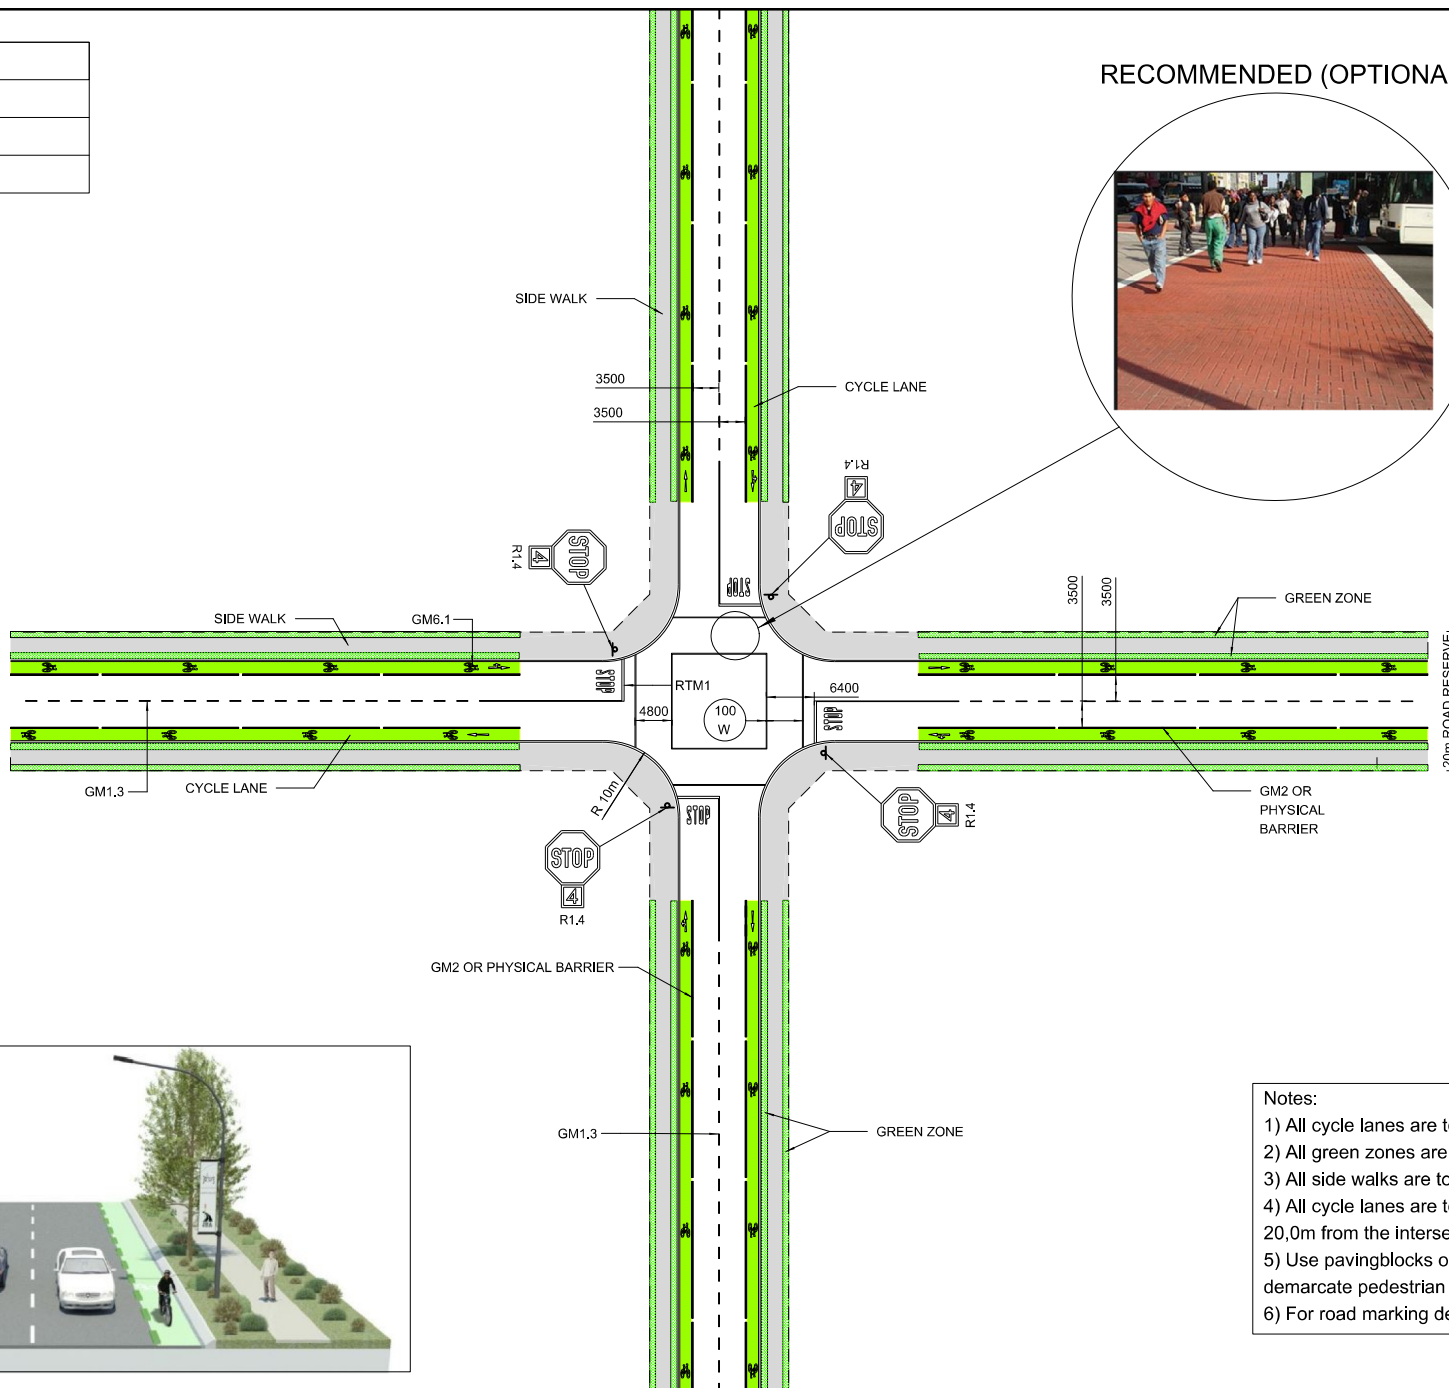 RECOMMENDED (OPTIONA
SIDE WALK
3500
3500
CYCLE LANE
R1.4
4
STOP
STOP
4
R1.4
STOP
3500
3500
GREEN ZONE
SIDE WALK
GM6.1
STOP
RTM1
6400
4800
100
W
STOP
20m ROAD RESERVE
GM1.3
CYCLE LANE
R 10m
STOP
GM2 OR
PHYSICAL
BARRIER
STOP
4
R1.4
STOP
4
R1.4
GM2 OR PHYSICAL BARRIER
GM1.3
GREEN ZONE
Notes:
1) All cycle lanes are t
2) All green zones are
3) All side walks are to
4) All cycle lanes are t
20,0m from the interse
5) Use pavingblocks o
demarcate pedestrian
6) For road marking de